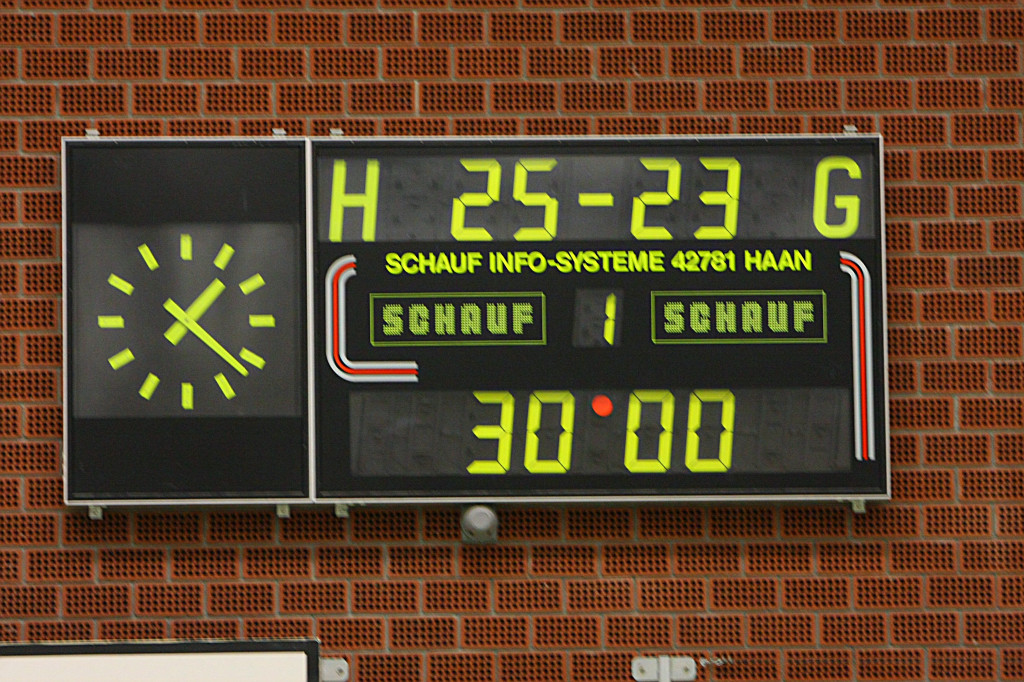 H 25-23 G
SCHAUF INFO-SYSTEME 42781 HAAN
SCHAUF 1 SCHAUF
30 00